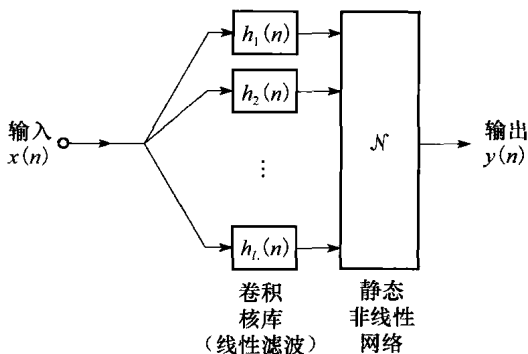 h₁(n)
h₂(n)
输入
x(n)
⋮
𝒩
输出
y(n)
h_L(n)
卷积
核库
(线性滤波)
静态
非线性
网络